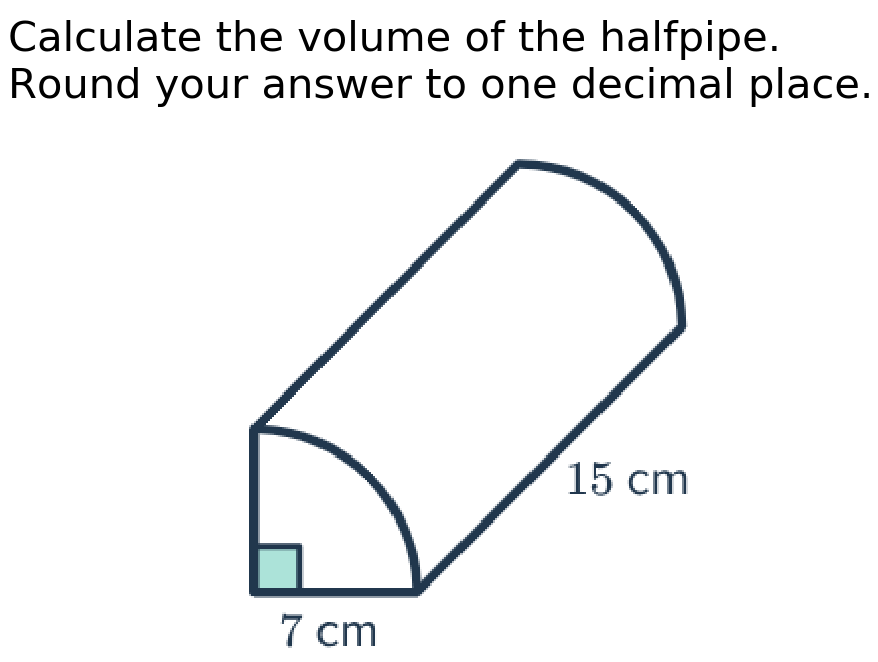 Calculate the volume of the halfpipe.
Round your answer to one decimal place.
15 cm
7 cm